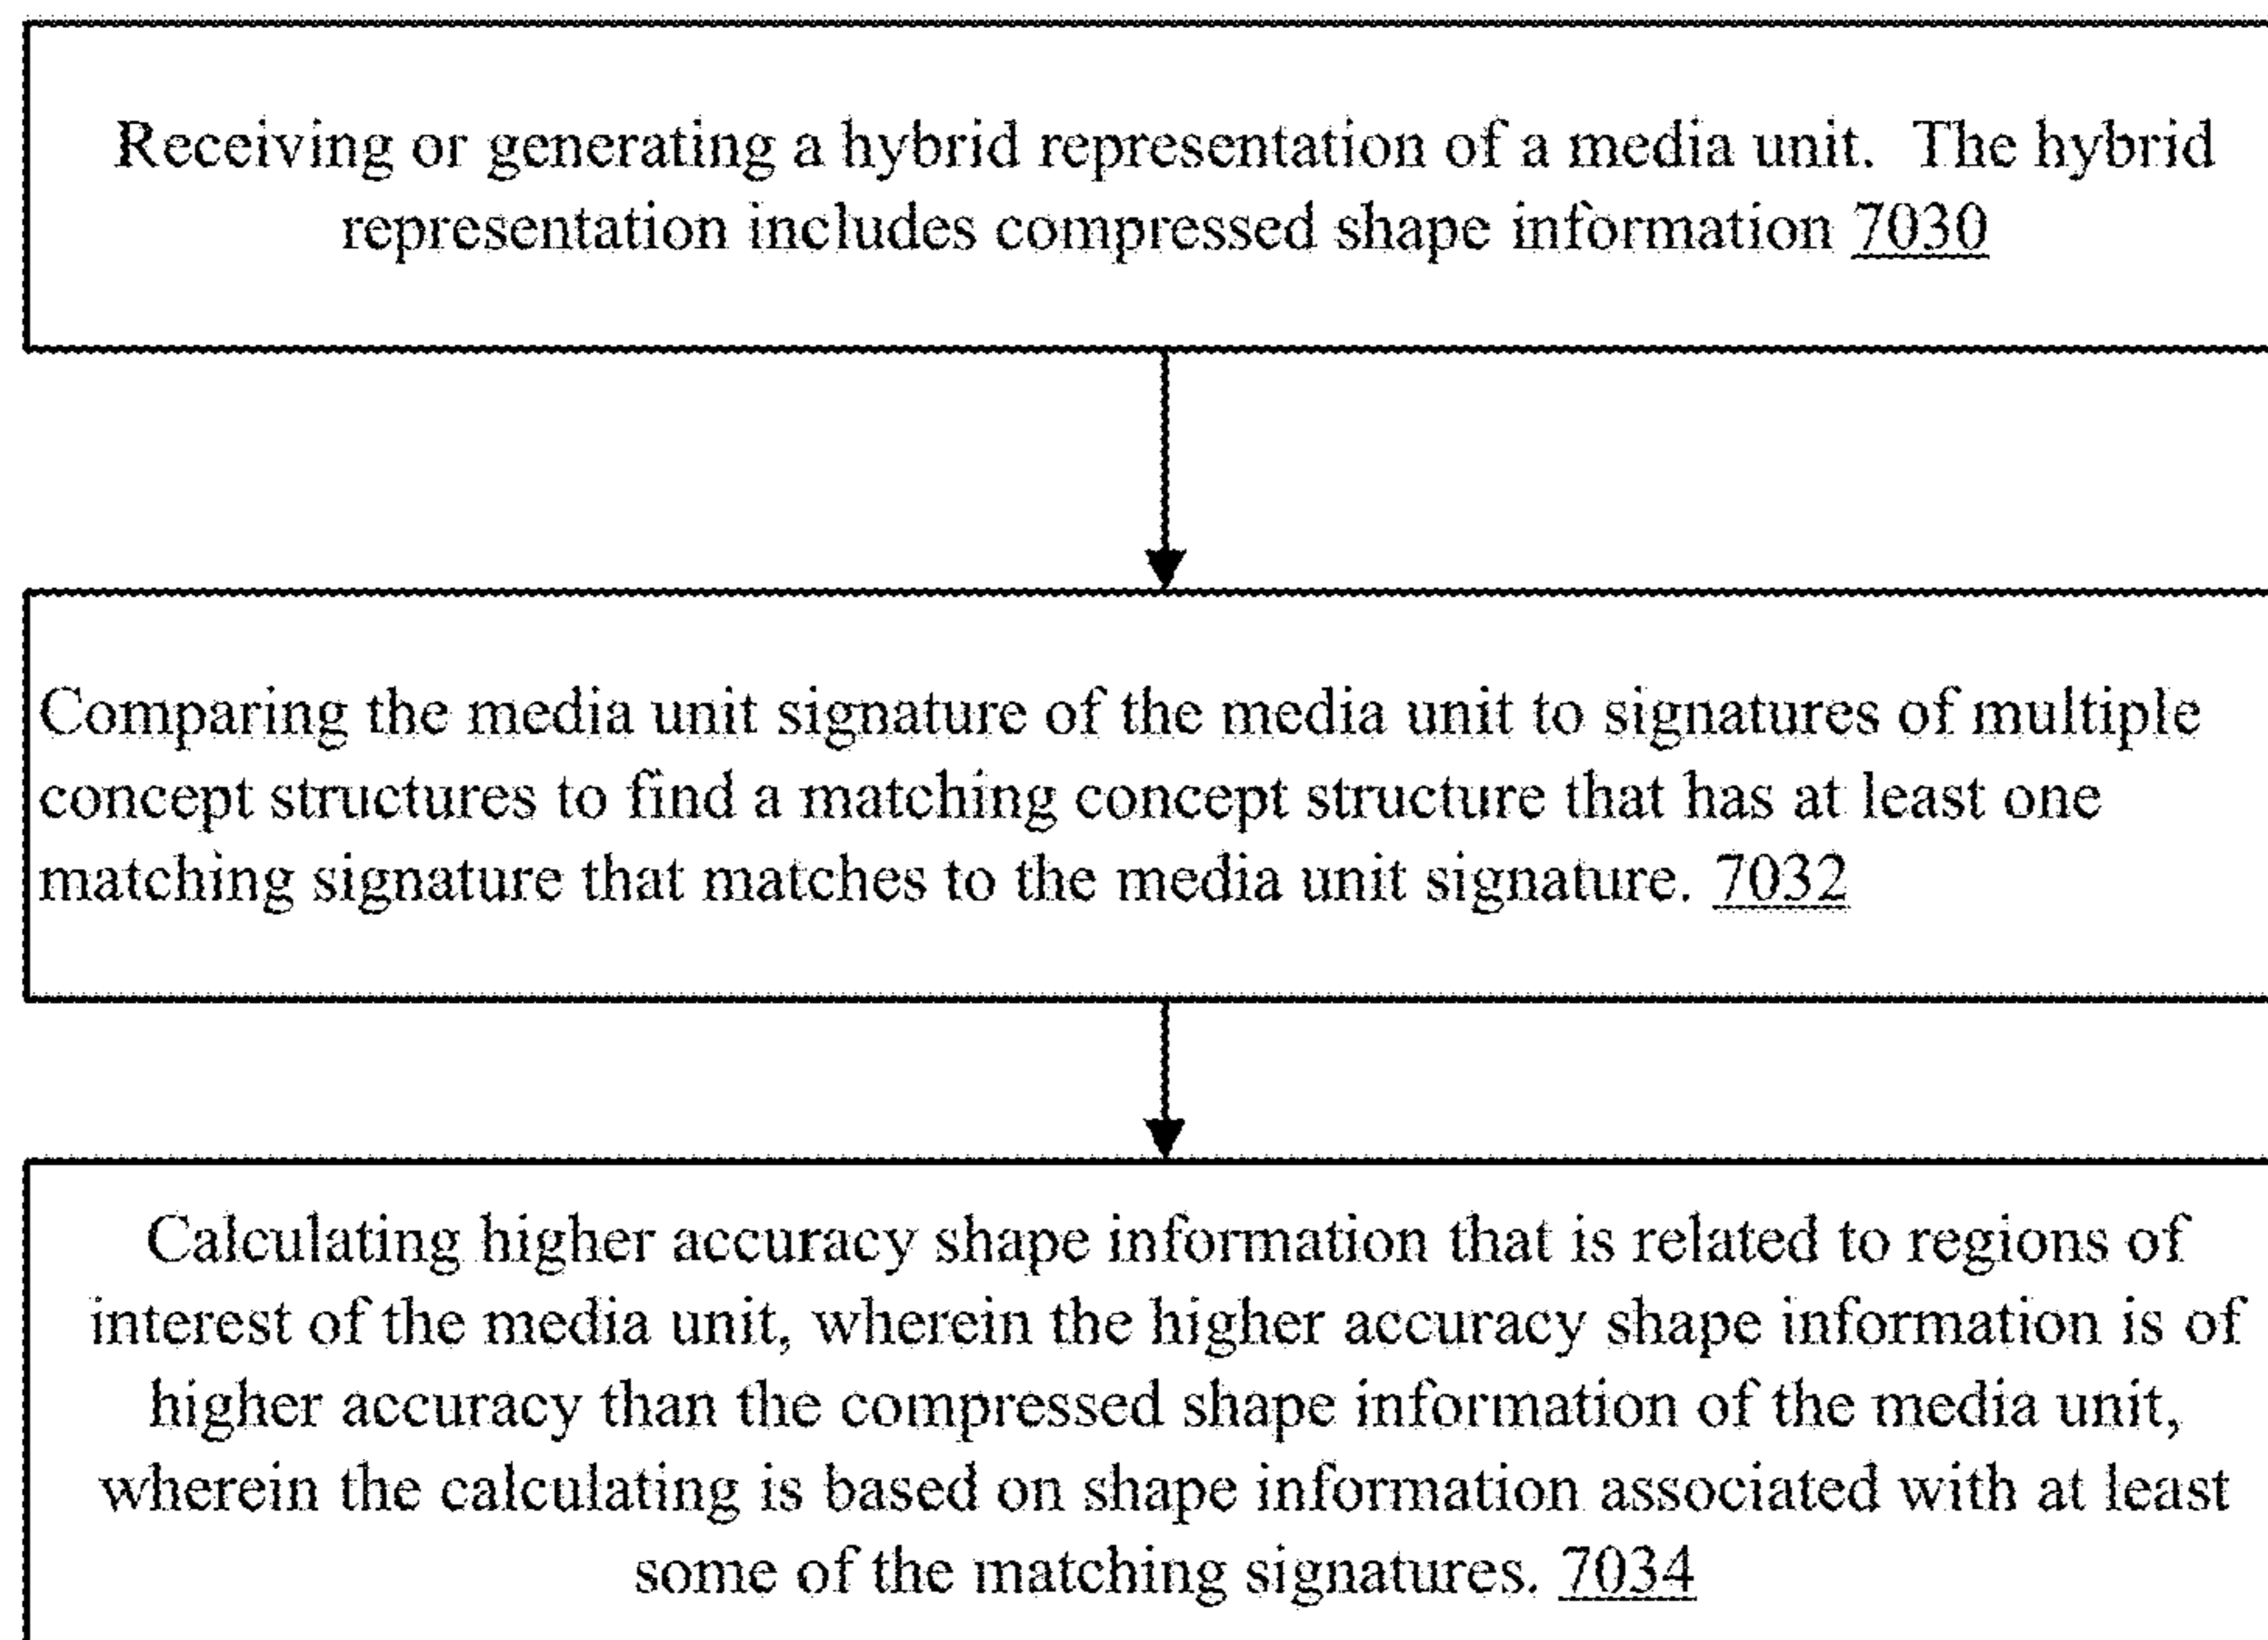 Receiving or generating a hybrid representation of a media unit. The hybrid
representation includes compressed shape information 7030
Comparing the media unit signature of the media unit to signatures of multiple
concept structures to find a matching concept structure that has at least one
matching signature that matches to the media unit signature. 7032
Calculating higher accuracy shape information that is related to regions of
interest of the media unit, wherein the higher accuracy shape information is of
higher accuracy than the compressed shape information of the media unit,
wherein the calculating is based on shape information associated with at least
some of the matching signatures. 7034